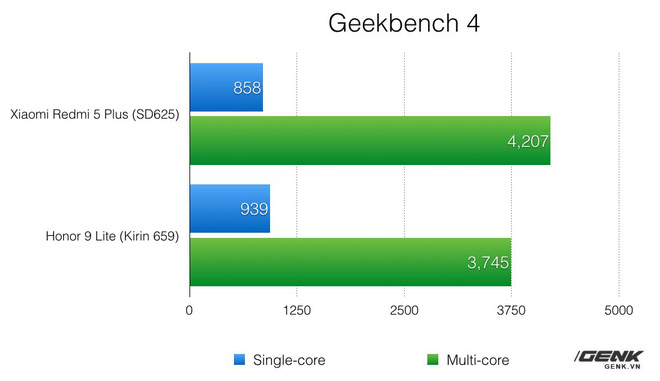 Geekbench 4
Xiaomi Redmi 5 Plus (SD625)
858
4,207
Honor 9 Lite (Kirin 659)
939
3,745
0 1250 2500 3750 5000
Single-core Multi-core
GENK
GENK.VN